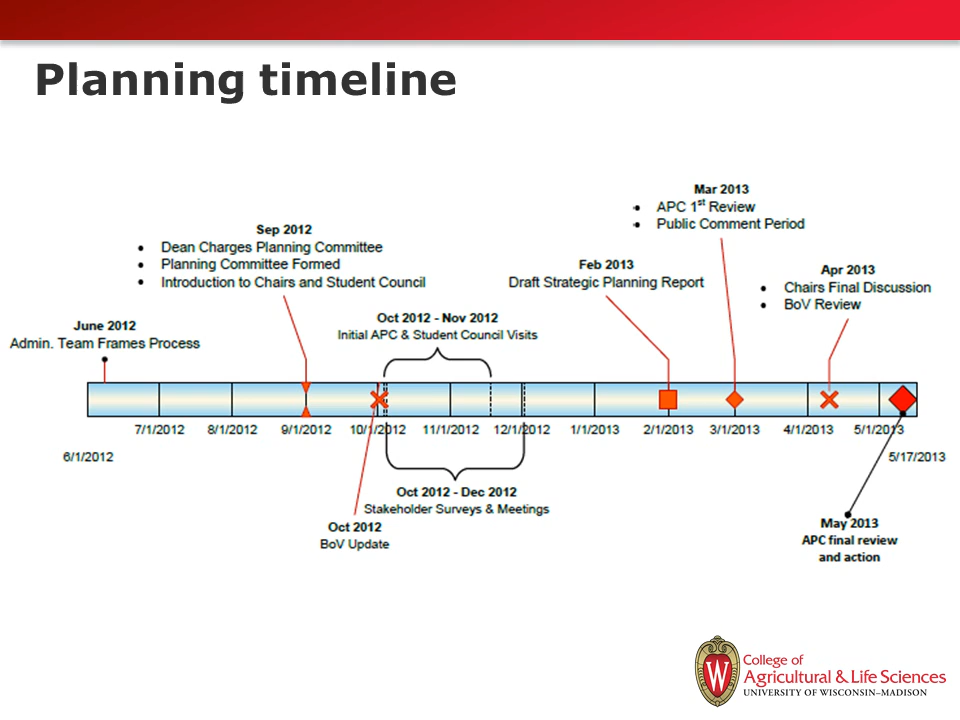 Planning timeline
Mar 2013
• APC 1st Review
• Public Comment Period
Sep 2012
• Dean Charges Planning Committee
• Planning Committee Formed
• Introduction to Chairs and Student Council
Feb 2013
Draft Strategic Planning Report
Apr 2013
• Chairs Final Discussion
• BoV Review
June 2012
Admin. Team Frames Process
Oct 2012 - Nov 2012
Initial APC & Student Council Visits
7/1/2012 8/1/2012 9/1/2012 10/1/2012 11/1/2012 12/1/2012 1/1/2013 2/1/2013 3/1/2013 4/1/2013 5/1/2013
6/1/2012 5/17/2013
Oct 2012 - Dec 2012
Stakeholder Surveys & Meetings
Oct 2012
BoV Update
May 2013
APC final review
and action
W
College of
Agricultural & Life Sciences
UNIVERSITY OF WISCONSIN–MADISON